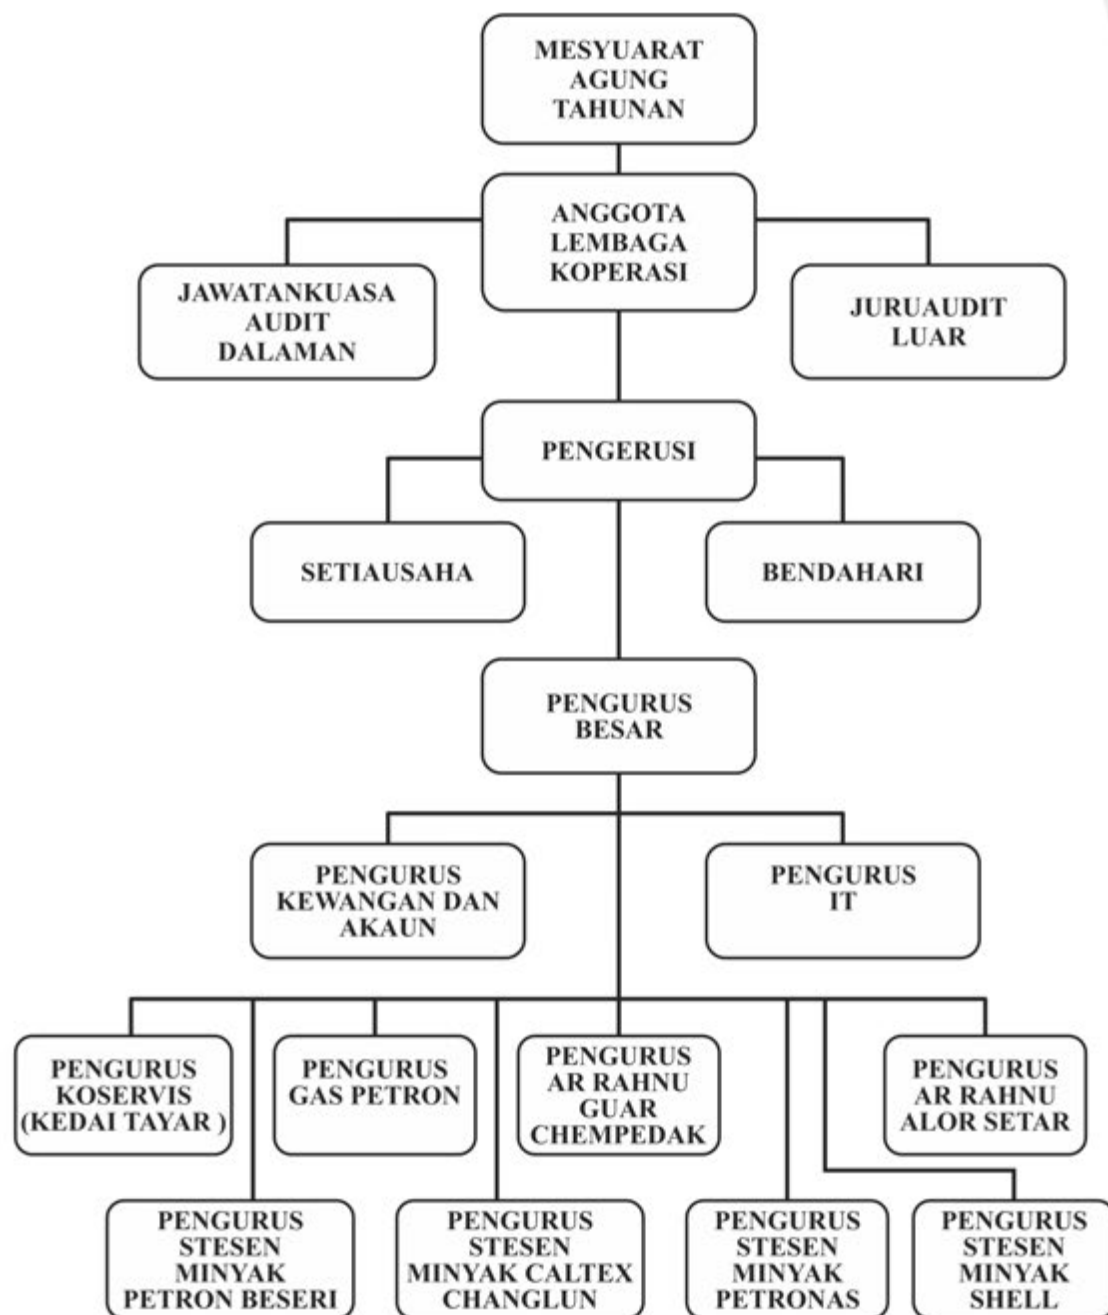 MESYUARAT
AGUNG
TAHUNAN
ANGGOTA
LEMBAGA
KOPERASI
JAWATANKUASA
AUDIT
DALAMAN
JURUAUDIT
LUAR
PENGERUSI
SETIAUSAHA
BENDAHARI
PENGURUS
BESAR
PENGURUS
KEWANGAN DAN
AKAUN
PENGURUS
IT
PENGURUS
KOSERVIS
(KEDAI TAYAR )
PENGURUS
GAS PETRON
PENGURUS
AR RAHNU
GUAR
CHEMPEDAK
PENGURUS
AR RAHNU
ALOR SETAR
PENGURUS
STESEN
MINYAK
PETRON BESERI
PENGURUS
STESEN
MINYAK CALTEX
CHANGLUN
PENGURUS
STESEN
MINYAK
PETRONAS
PENGURUS
STESEN
MINYAK
SHELL